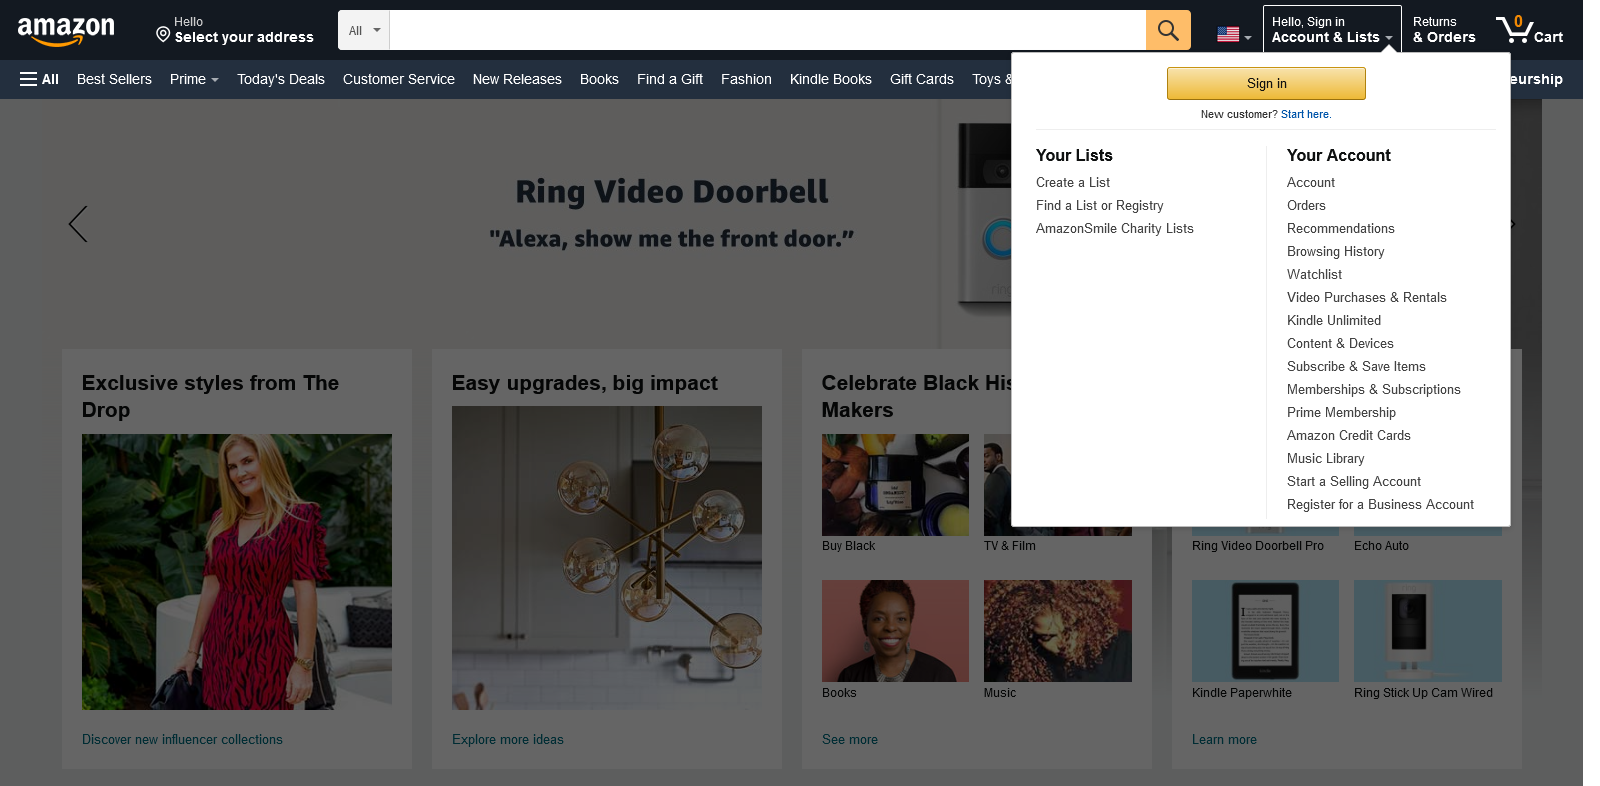 amazon
Hello
Select your address
All
Hello, Sign in
Account & Lists
Returns
& Orders
0
Cart
All
Best Sellers
Prime
Today's Deals
Customer Service
New Releases
Books
Find a Gift
Fashion
Kindle Books
Gift Cards
Toys &
eurship
Sign in
New customer? Start here.
Your Lists
Create a List
Find a List or Registry
AmazonSmile Charity Lists
Your Account
Account
Orders
Recommendations
Browsing History
Watchlist
Video Purchases & Rentals
Kindle Unlimited
Content & Devices
Subscribe & Save Items
Memberships & Subscriptions
Prime Membership
Amazon Credit Cards
Music Library
Start a Selling Account
Register for a Business Account
Ring Video Doorbell
"Alexa, show me the front door.”
ring
Exclusive styles from The
Drop
Discover new influencer collections
Easy upgrades, big impact
Explore more ideas
Celebrate Black His
Makers
Buy Black
TV & Film
Books
Music
See more
Ring Video Doorbell Pro
Echo Auto
Kindle Paperwhite
Ring Stick Up Cam Wired
Learn more